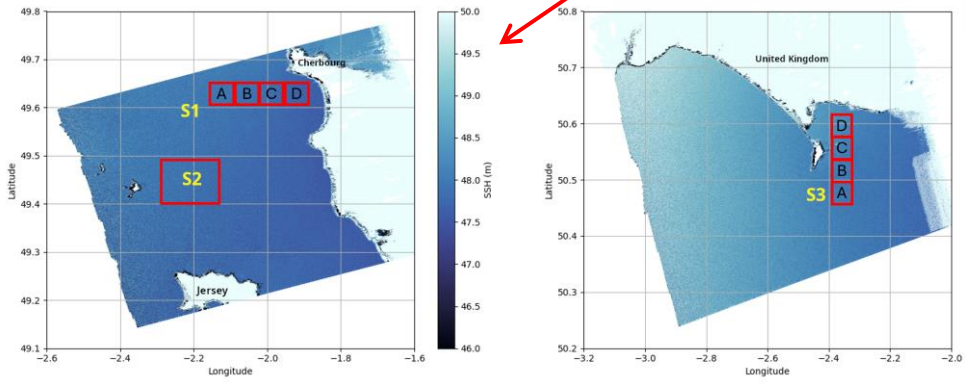 49.8
49.7
49.6
49.5
49.4
49.3
49.2
49.1
Latitude
−2.6
−2.4
−2.2
−2.0
−1.8
−1.6
Longitude
Cherbourg
A B C D
S1
S2
Jersey
50.0
49.5
49.0
48.5
48.0
47.5
47.0
46.5
46.0
SSH (m)
50.8
50.7
50.6
50.5
50.4
50.3
50.2
Latitude
−3.2
−3.0
−2.8
−2.6
−2.4
−2.2
−2.0
Longitude
United Kingdom
D
C
B
S3 A